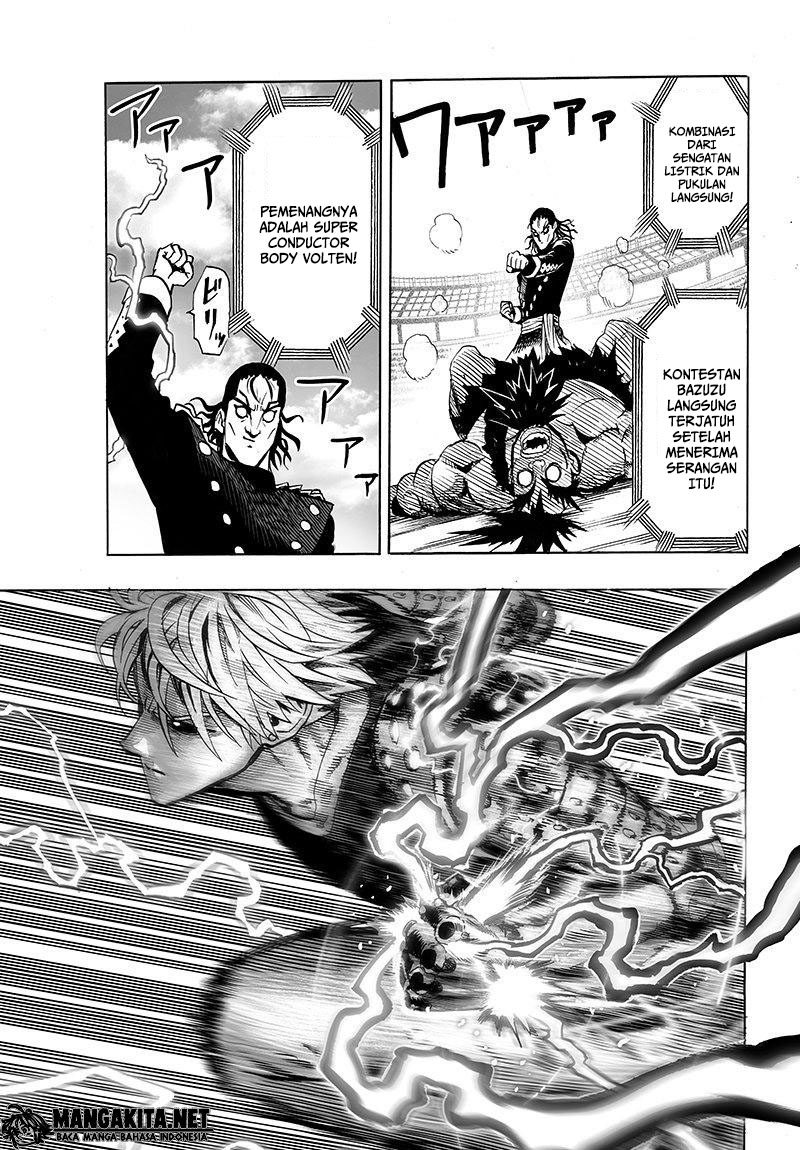 KOMBINASI
DARI
SENGATAN
LISTRIK DAN
PUKULAN
LANGSUNG!
ワァアアァ
KONTESTAN
BAZUZU
LANGSUNG
TERJATUH
SETELAH
MENERIMA
SERANGAN
ITU!
PEMENANGNYA
ADALAH SUPER
CONDUCTOR
BODY VOLTEN!
アァァ
ビリッ
ァアァァ
MANGAKITA.NET
BACA MANGA BAHASA INDONESIA